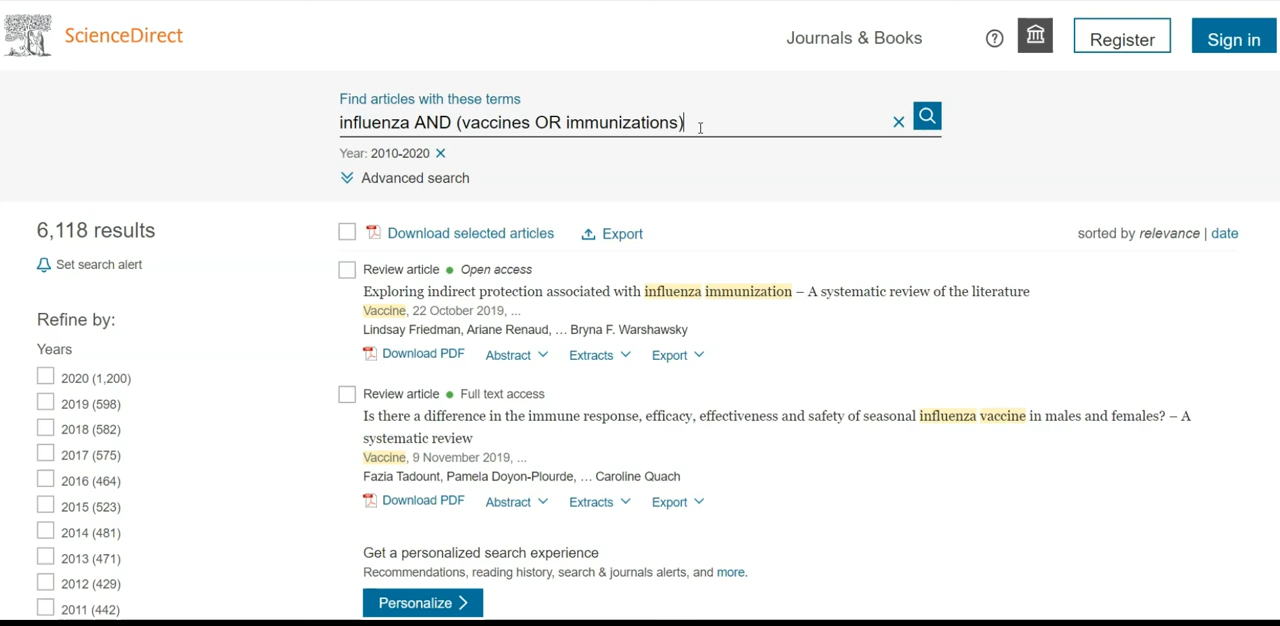 ScienceDirect
Journals & Books
Register
Sign in
Find articles with these terms
influenza AND (vaccines OR immunizations)
Year: 2010-2020
Advanced search
6,118 results
Set search alert
Refine by:
Years
2020 (1,200)
2019 (598)
2018 (582)
2017 (575)
2016 (464)
2015 (523)
2014 (481)
2013 (471)
2012 (429)
2011 (442)
Download selected articles
Export
sorted by relevance | date
Review article • Open access
Exploring indirect protection associated with influenza immunization – A systematic review of the literature
Vaccine, 22 October 2019, ...
Lindsay Friedman, Ariane Renaud, … Bryna F. Warshawsky
Download PDF Abstract Extracts Export
Review article • Full text access
Is there a difference in the immune response, efficacy, effectiveness and safety of seasonal influenza vaccine in males and females? – A
systematic review
Vaccine, 9 November 2019, ...
Fazia Tadount, Pamela Doyon-Plourde, … Caroline Quach
Download PDF Abstract Extracts Export
Get a personalized search experience
Recommendations, reading history, search & journals alerts, and more.
Personalize